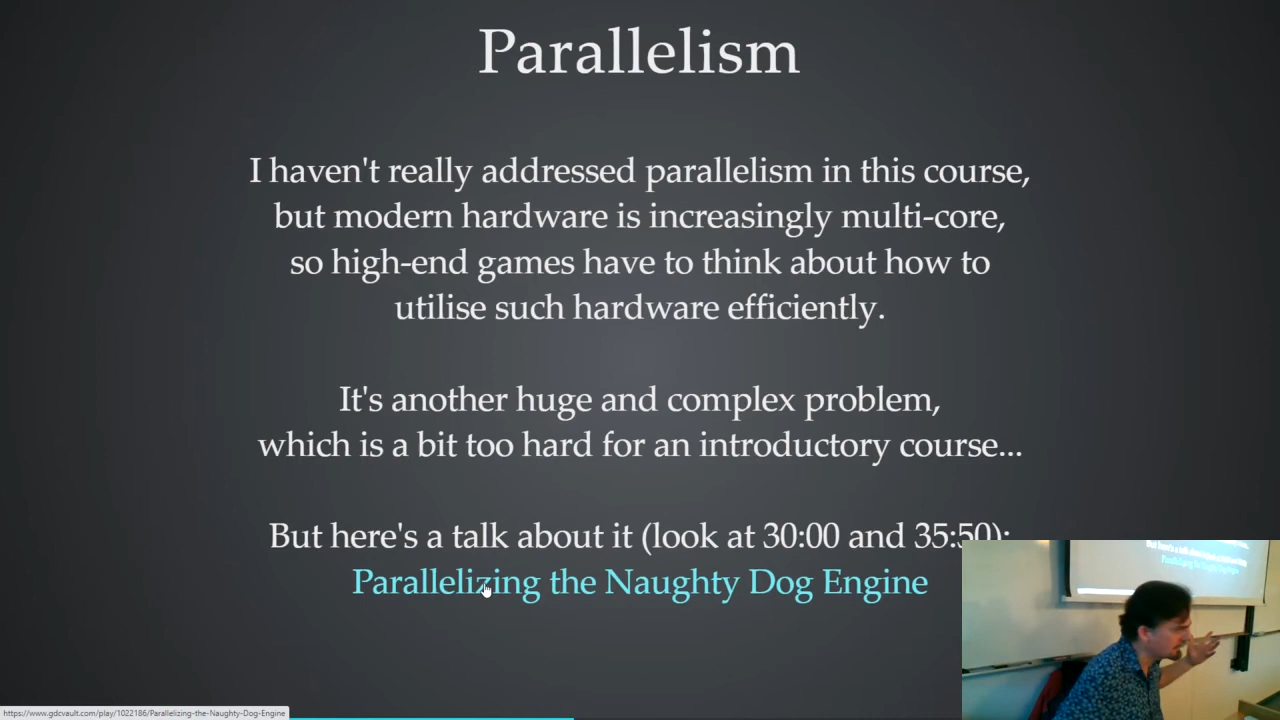 Parallelism
I haven't really addressed parallelism in this course,
but modern hardware is increasingly multi-core,
so high-end games have to think about how to
utilise such hardware efficiently.
It's another huge and complex problem,
which is a bit too hard for an introductory course...
But here's a talk about it (look at 30:00 and 35:50):
Parallelizing the Naughty Dog Engine
https://www.gdcvault.com/play/1022186/Parallelizing-the-Naughty-Dog-Engine